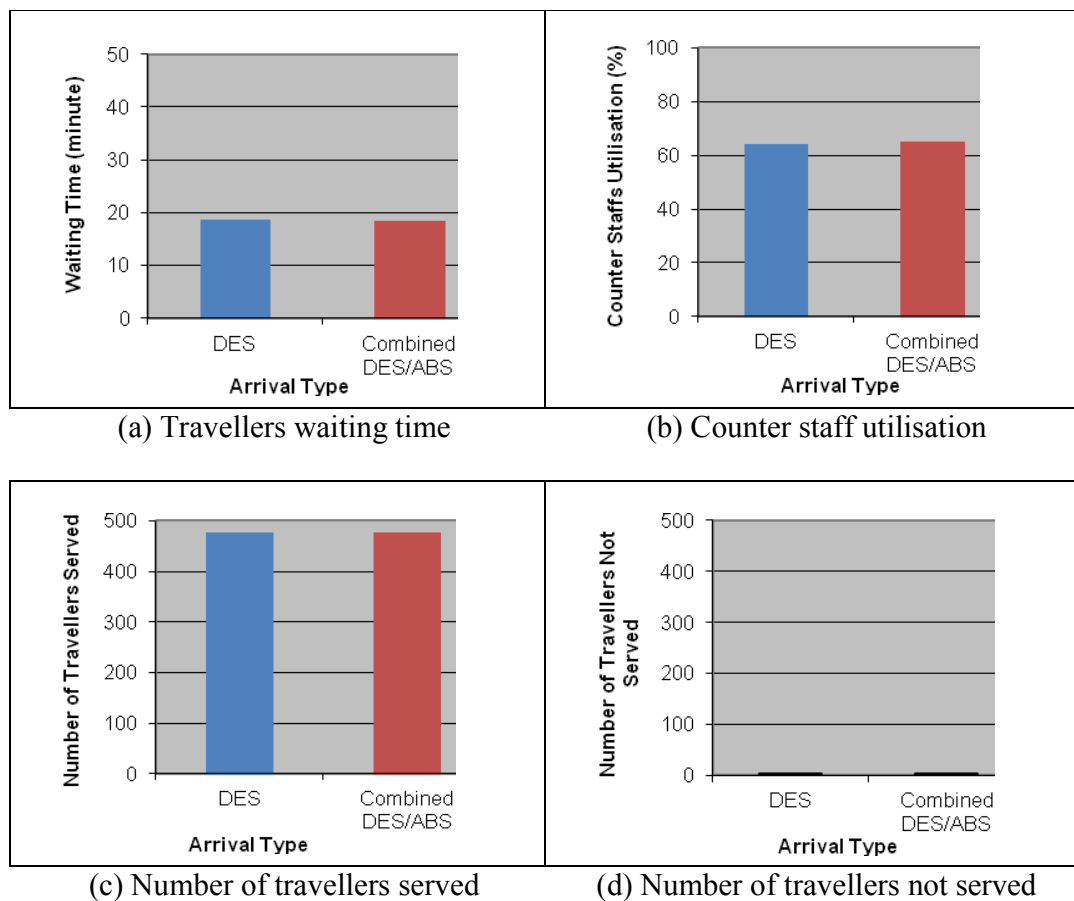 50
40
30
20
10
0
Waiting Time (minute)
DES
Combined
DES/ABS
Arrival Type
(a) Travellers waiting time
100
80
60
40
20
0
Counter Staffs Utilisation (%)
DES
Combined
DES/ABS
Arrival Type
(b) Counter staff utilisation
500
400
300
200
100
0
Number of Travellers Served
DES
Combined
DES/ABS
Arrival Type
(c) Number of travellers served
500
400
300
200
100
0
Number of Travellers Not
Served
DES
Combined
DES/ABS
Arrival Type
(d) Number of travellers not served